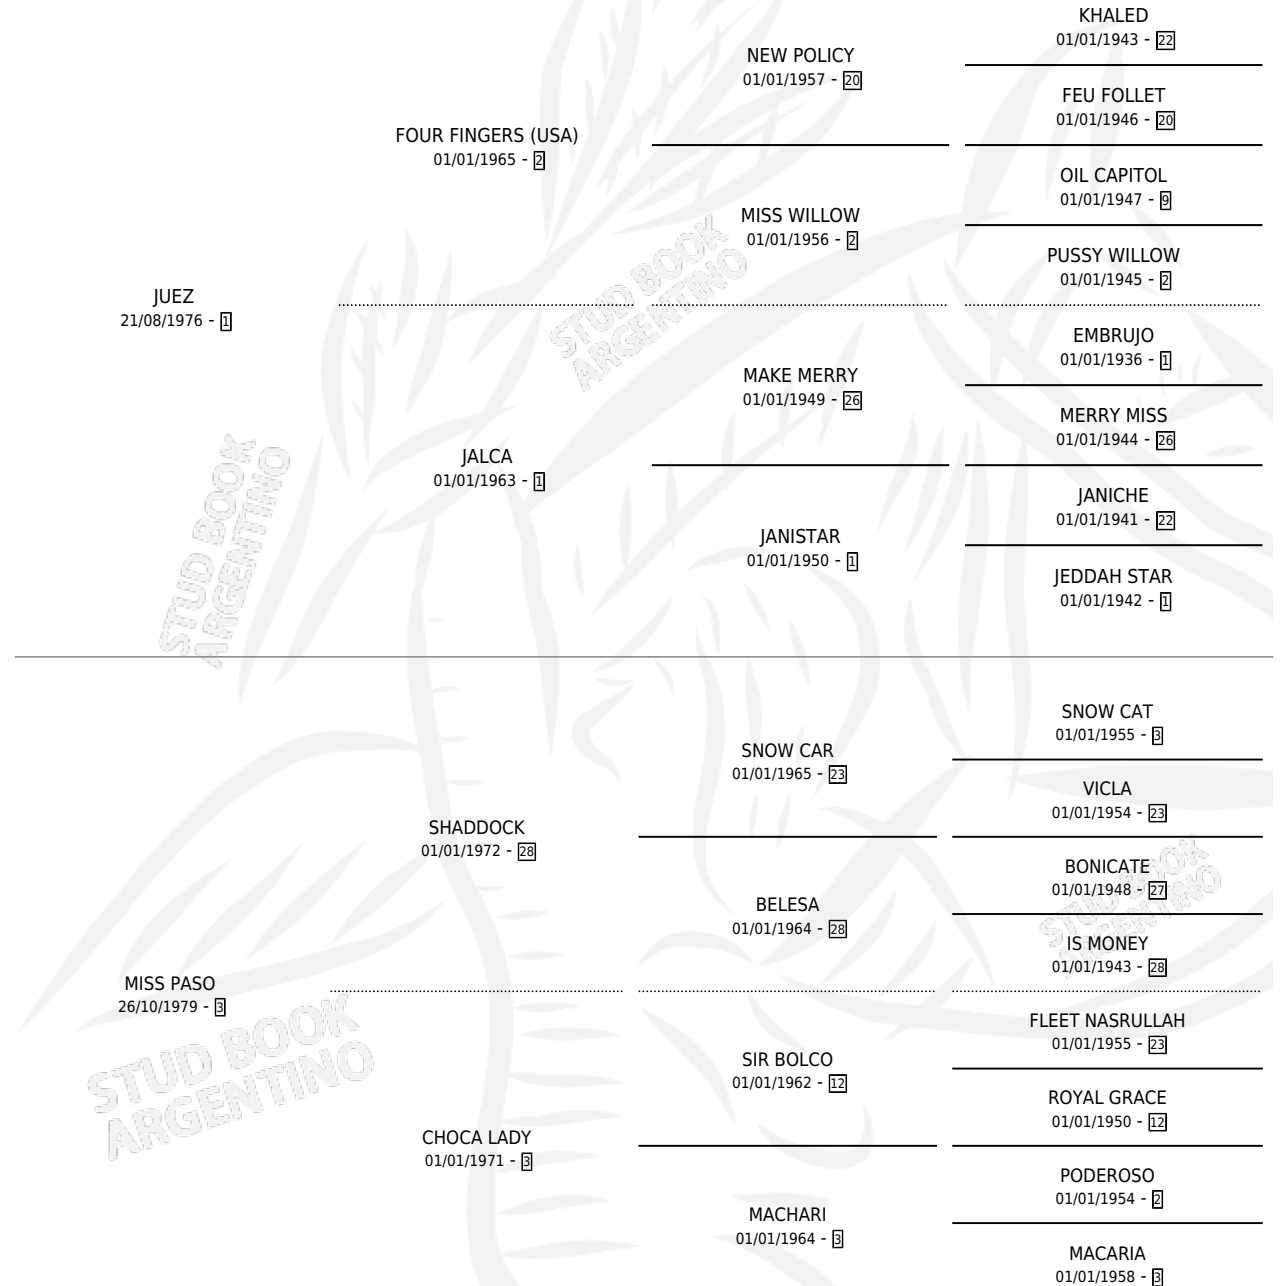 KHALED
01/01/1943 - 22
NEW POLICY
01/01/1957 - 20
FEU FOLLET
01/01/1946 - 20
FOUR FINGERS (USA)
01/01/1965 - 2
OIL CAPITOL
01/01/1947 - 9
MISS WILLOW
01/01/1956 - 2
PUSSY WILLOW
01/01/1945 - 2
JUEZ
21/08/1976 - 1
EMBRUJO
01/01/1936 - 1
MAKE MERRY
01/01/1949 - 26
MERRY MISS
01/01/1944 - 26
JALCA
01/01/1963 - 1
JANICHE
01/01/1941 - 22
JANISTAR
01/01/1950 - 1
JEDDAH STAR
01/01/1942 - 1
STUD BOOK
ARGENTINO
STUD BOOK
ARGENTINO
SNOW CAT
01/01/1955 - 3
SNOW CAR
01/01/1965 - 23
VICLA
01/01/1954 - 23
SHADDOCK
01/01/1972 - 28
BONICATE
01/01/1948 - 27
BELESA
01/01/1964 - 28
IS MONEY
01/01/1943 - 28
STUD BOOK
ARGENTINO
MISS PASO
26/10/1979 - 3
FLEET NASRULLAH
01/01/1955 - 23
SIR BOLCO
01/01/1962 - 12
ROYAL GRACE
01/01/1950 - 12
STUD BOOK
ARGENTINO
CHOCA LADY
01/01/1971 - 3
PODEROSO
01/01/1954 - 2
MACHARI
01/01/1964 - 3
MACARIA
01/01/1958 - 3